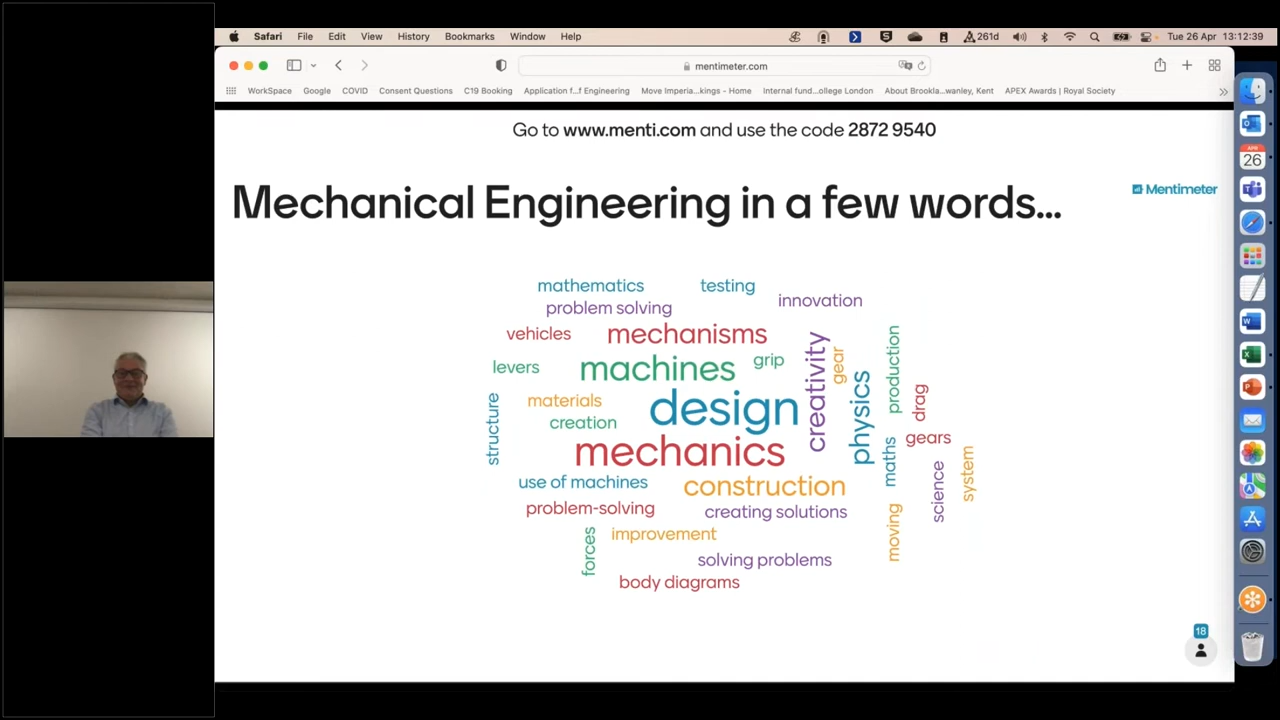 Safari File Edit View History Bookmarks Window Help 261d Tue 26 Apr 13:12:39
mentimeter.com
WorkSpace Google COVID Consent Questions C19 Booking Application f...f Engineering Move Imperia...kings - Home Internal fund...ollege London About Brookla...wanley, Kent APEX Awards | Royal Society
Go to www.menti.com and use the code 2872 9540
Mentimeter
Mechanical Engineering in a few words...
mathematics
testing
problem solving
innovation
vehicles
mechanisms
levers
machines
grip
creativity
gear
production
materials
design
physics
drag
structure
creation
mechanics
maths
gears
use of machines
construction
science
system
problem-solving
creating solutions
moving
forces
improvement
solving problems
body diagrams
18
APR
26